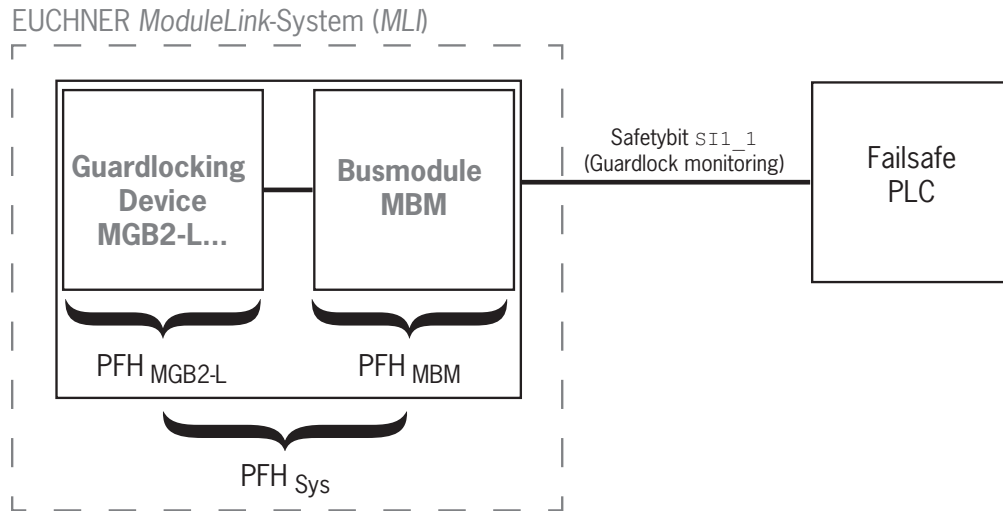 EUCHNER ModuleLink-System (MLI)
Guardlocking
Device
MGB2-L...
Busmodule
MBM
Safetybit SI1_1
(Guardlock monitoring)
Failsafe
PLC
PFH MGB2-L
PFH MBM
PFH Sys